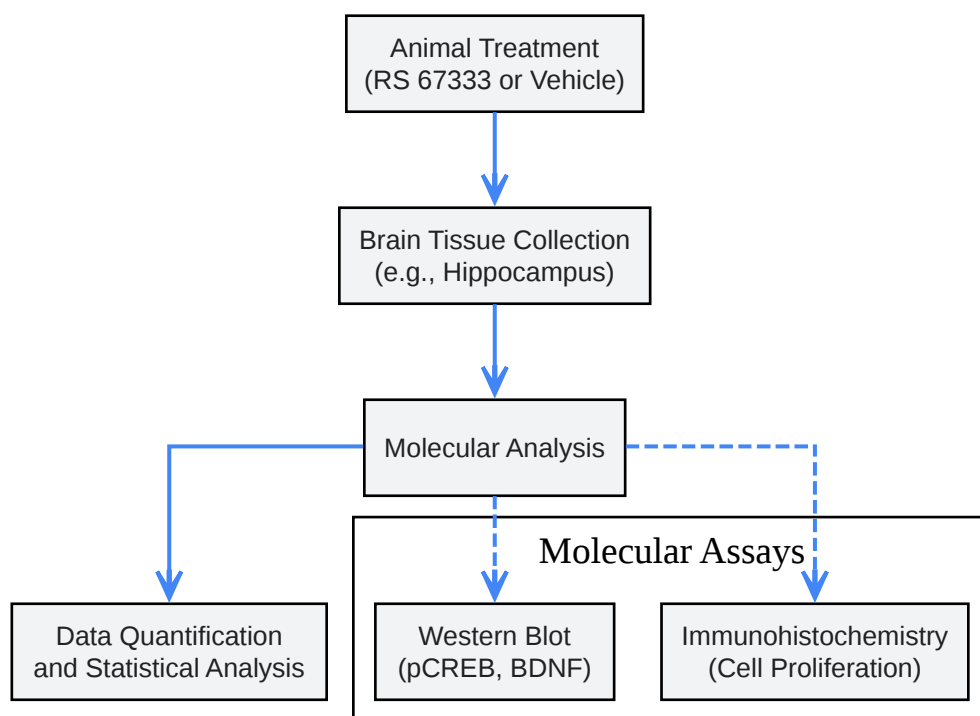 Animal Treatment
(RS 67333 or Vehicle)
Brain Tissue Collection
(e.g., Hippocampus)
Molecular Analysis
Molecular Assays
Data Quantification
and Statistical Analysis
Western Blot
(pCREB, BDNF)
Immunohistochemistry
(Cell Proliferation)